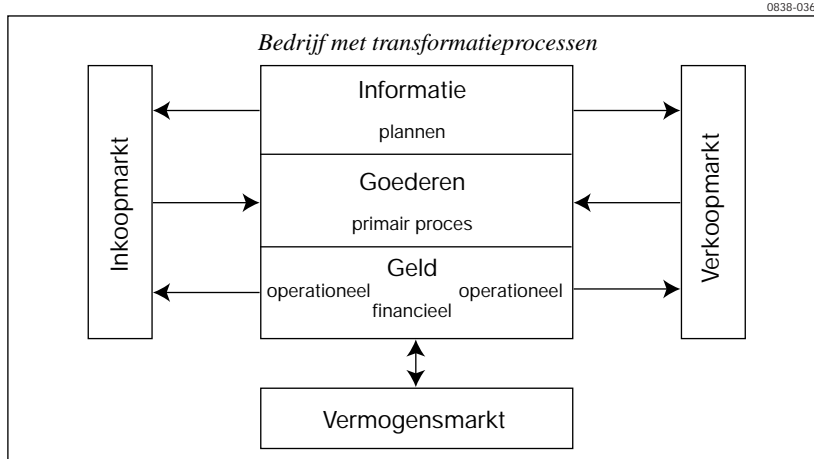 0838-036
Bedrijf met transformatieprocessen
Informatie
plannen
Goederen
primair proces
Geld
operationeel operationeel
financieel
Inkoopmarkt
Verkoopmarkt
Vermogensmarkt